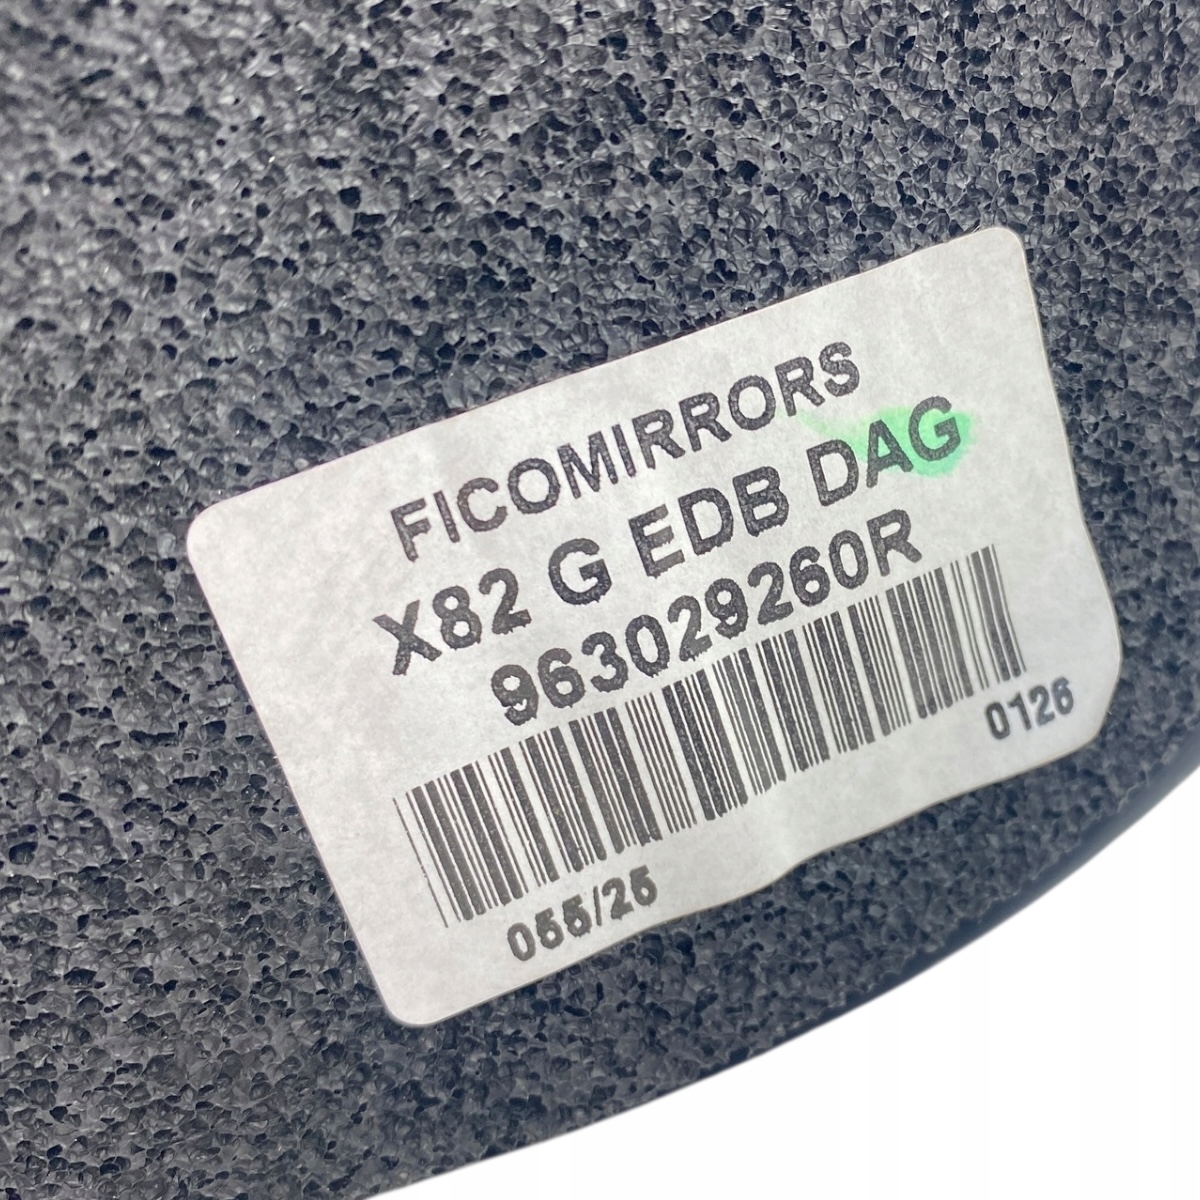 FICOMIRRORS
X82 G EDB DAG
963029260R
0126
055/25